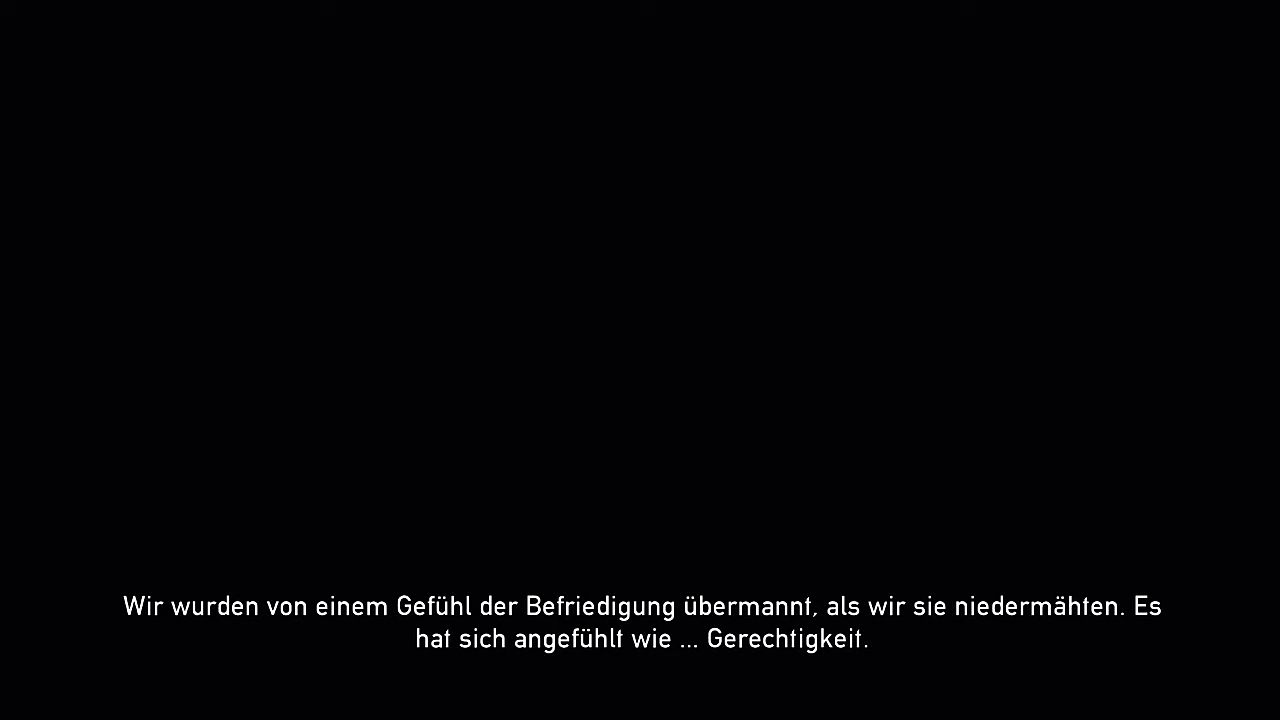 Wir wurden von einem Gefühl der Befriedigung übermannt, als wir sie niedermähten. Es
hat sich angefühlt wie ... Gerechtigkeit.